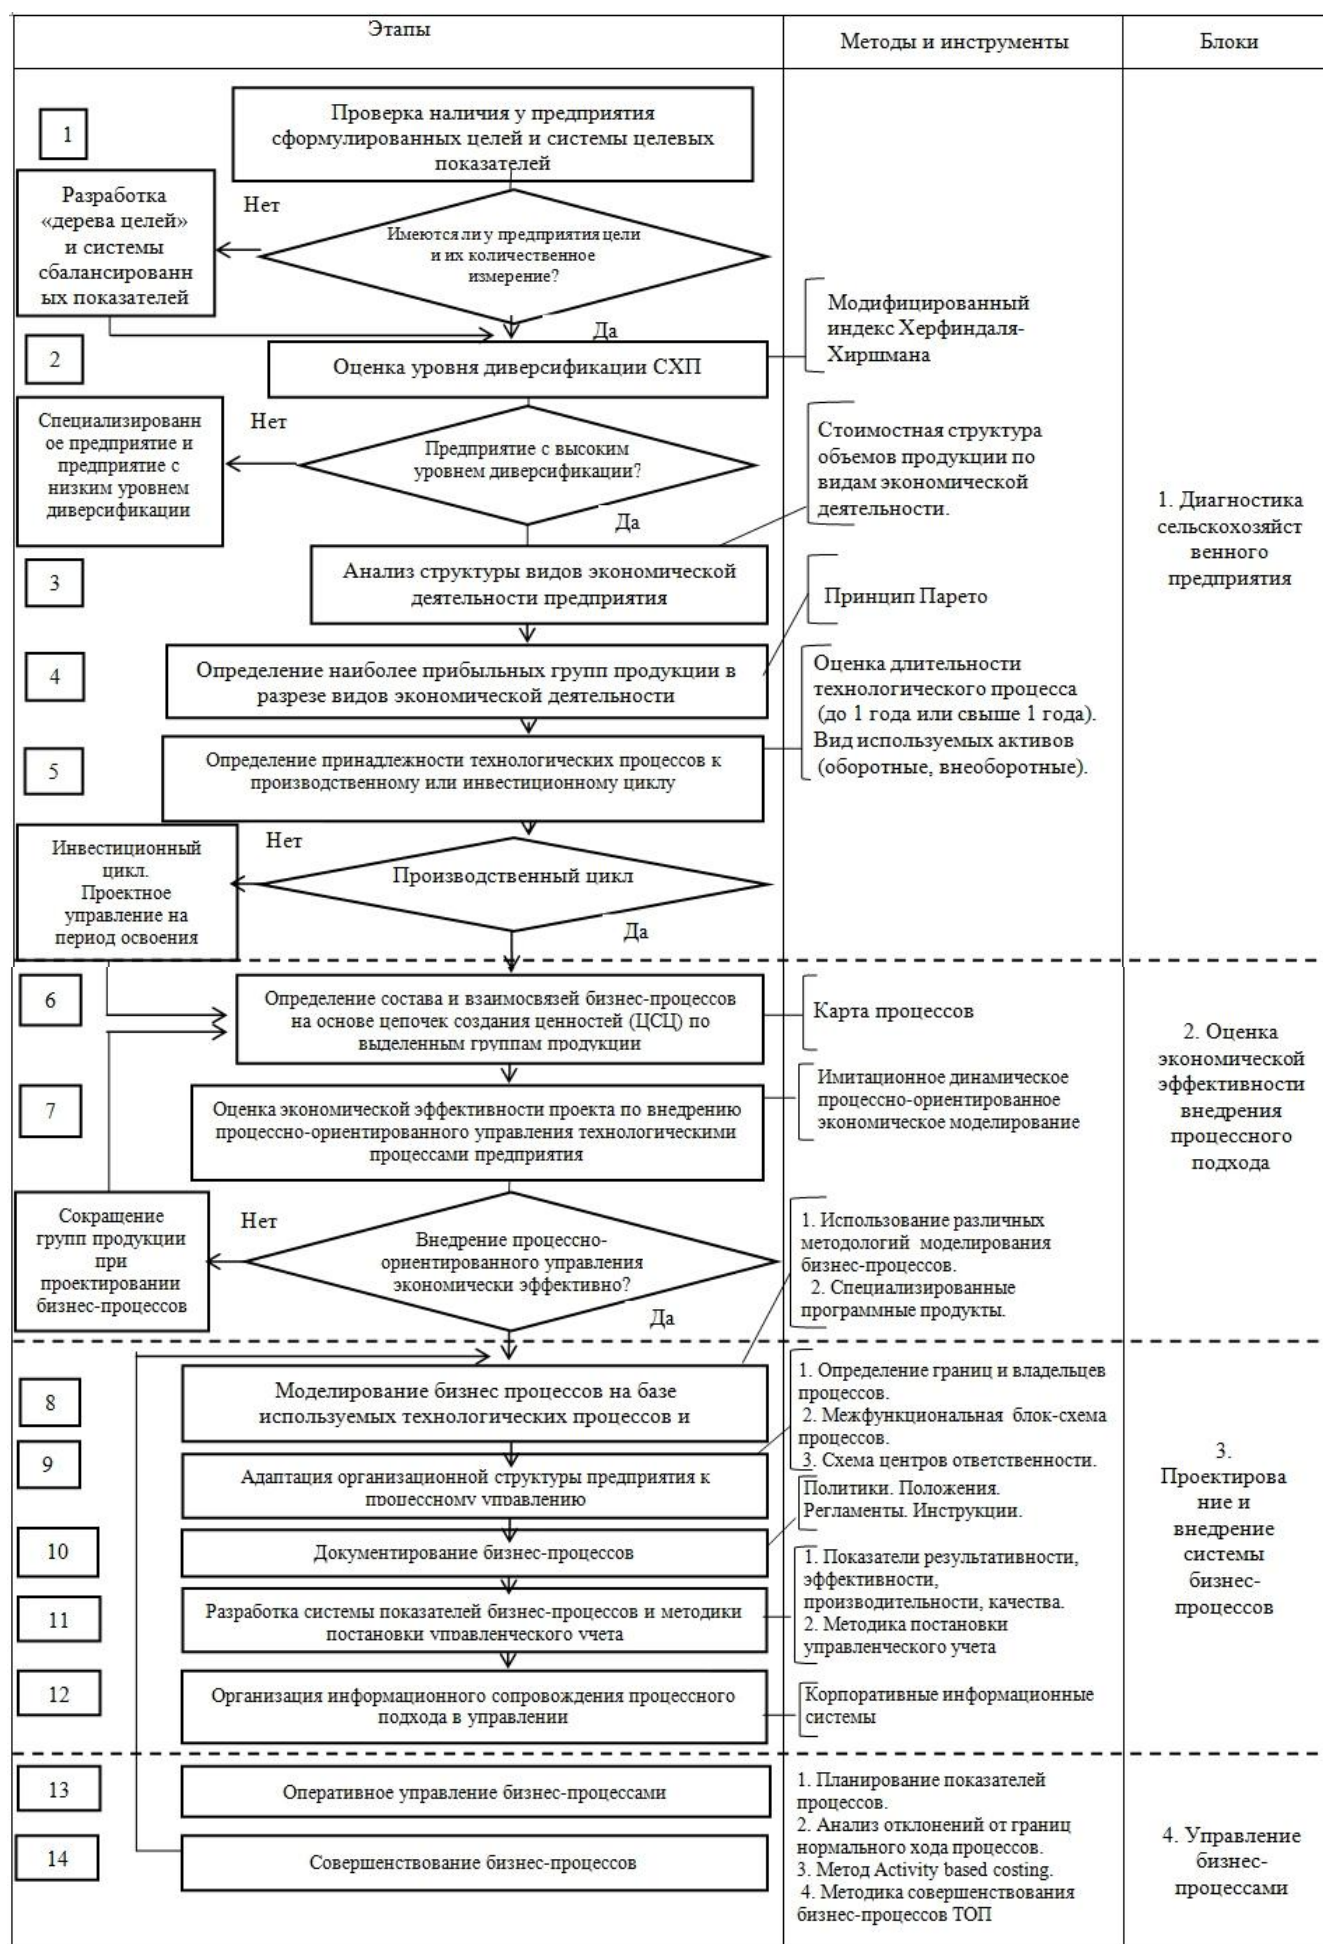 Этапы
Методы и инструменты
Блоки
1
Проверка наличия у предприятия
сформулированных целей и системы целевых
показателей
Разработка
«дерева целей»
и системы
сбалансированн
ых показателей
Нет
Имеются ли у предприятия цели
и их количественное
измерение?
Да
Модифицированный
индекс Херфиндаля-
Хиршмана
2
Оценка уровня диверсификации СХП
Специализированн
ое предприятие и
предприятие с
низким уровнем
диверсификации
Нет
Предприятие с высоким
уровнем диверсификации?
Да
Стоимостная структура
объемов продукции по
видам экономической
деятельности.
1. Диагностика
сельскохозяйст
венного
предприятия
3
Анализ структуры видов экономической
деятельности предприятия
Принцип Парето
4
Определение наиболее прибыльных групп продукции в
разрезе видов экономической деятельности
Оценка длительности
технологического процесса
(до 1 года или свыше 1 года).
Вид используемых активов
(оборотные, внеоборотные).
5
Определение принадлежности технологических процессов к
производственному или инвестиционному циклу
Инвестиционный
цикл.
Проектное
управление на
период освоения
Нет
Производственный цикл
Да
6
Определение состава и взаимосвязей бизнес-процессов
на основе цепочек создания ценностей (ЦСЦ) по
выделенным группам продукции
Карта процессов
2. Оценка
экономической
эффективности
внедрения
процессного
подхода
7
Оценка экономической эффективности проекта по внедрению
процессно-ориентированного управления технологическими
процессами предприятия
Имитационное динамическое
процессно-ориентированное
экономическое моделирование
Сокращение
групп продукции
при
проектировании
бизнес-процессов
Нет
Внедрение процессно-
ориентированного управления
экономически эффективно?
Да
1. Использование различных
методологий моделирования
бизнес-процессов.
2. Специализированные
программные продукты.
8
Моделирование бизнес процессов на базе
используемых технологических процессов и
1. Определение границ и владельцев
процессов.
2. Межфункциональная блок-схема
процессов.
3. Схема центров ответственности.
9
Адаптация организационной структуры предприятия к
процессному управлению
Политики. Положения.
Регламенты. Инструкции.
3.
Проектирова
ние и
внедрение
системы
бизнес-
процессов
10
Документирование бизнес-процессов
1. Показатели результативности,
эффективности,
производительности, качества.
2. Методика постановки
управленческого учета
11
Разработка системы показателей бизнес-процессов и методики
постановки управленческого учета
12
Организация информационного сопровождения процессного
подхода в управлении
Корпоративные информационные
системы
13
Оперативное управление бизнес-процессами
1. Планирование показателей
процессов.
2. Анализ отклонений от границ
нормального хода процессов.
3. Метод Activity based costing.
4. Методика совершенствования
бизнес-процессов ТОП
4. Управление
бизнес-
процессами
14
Совершенствование бизнес-процессов